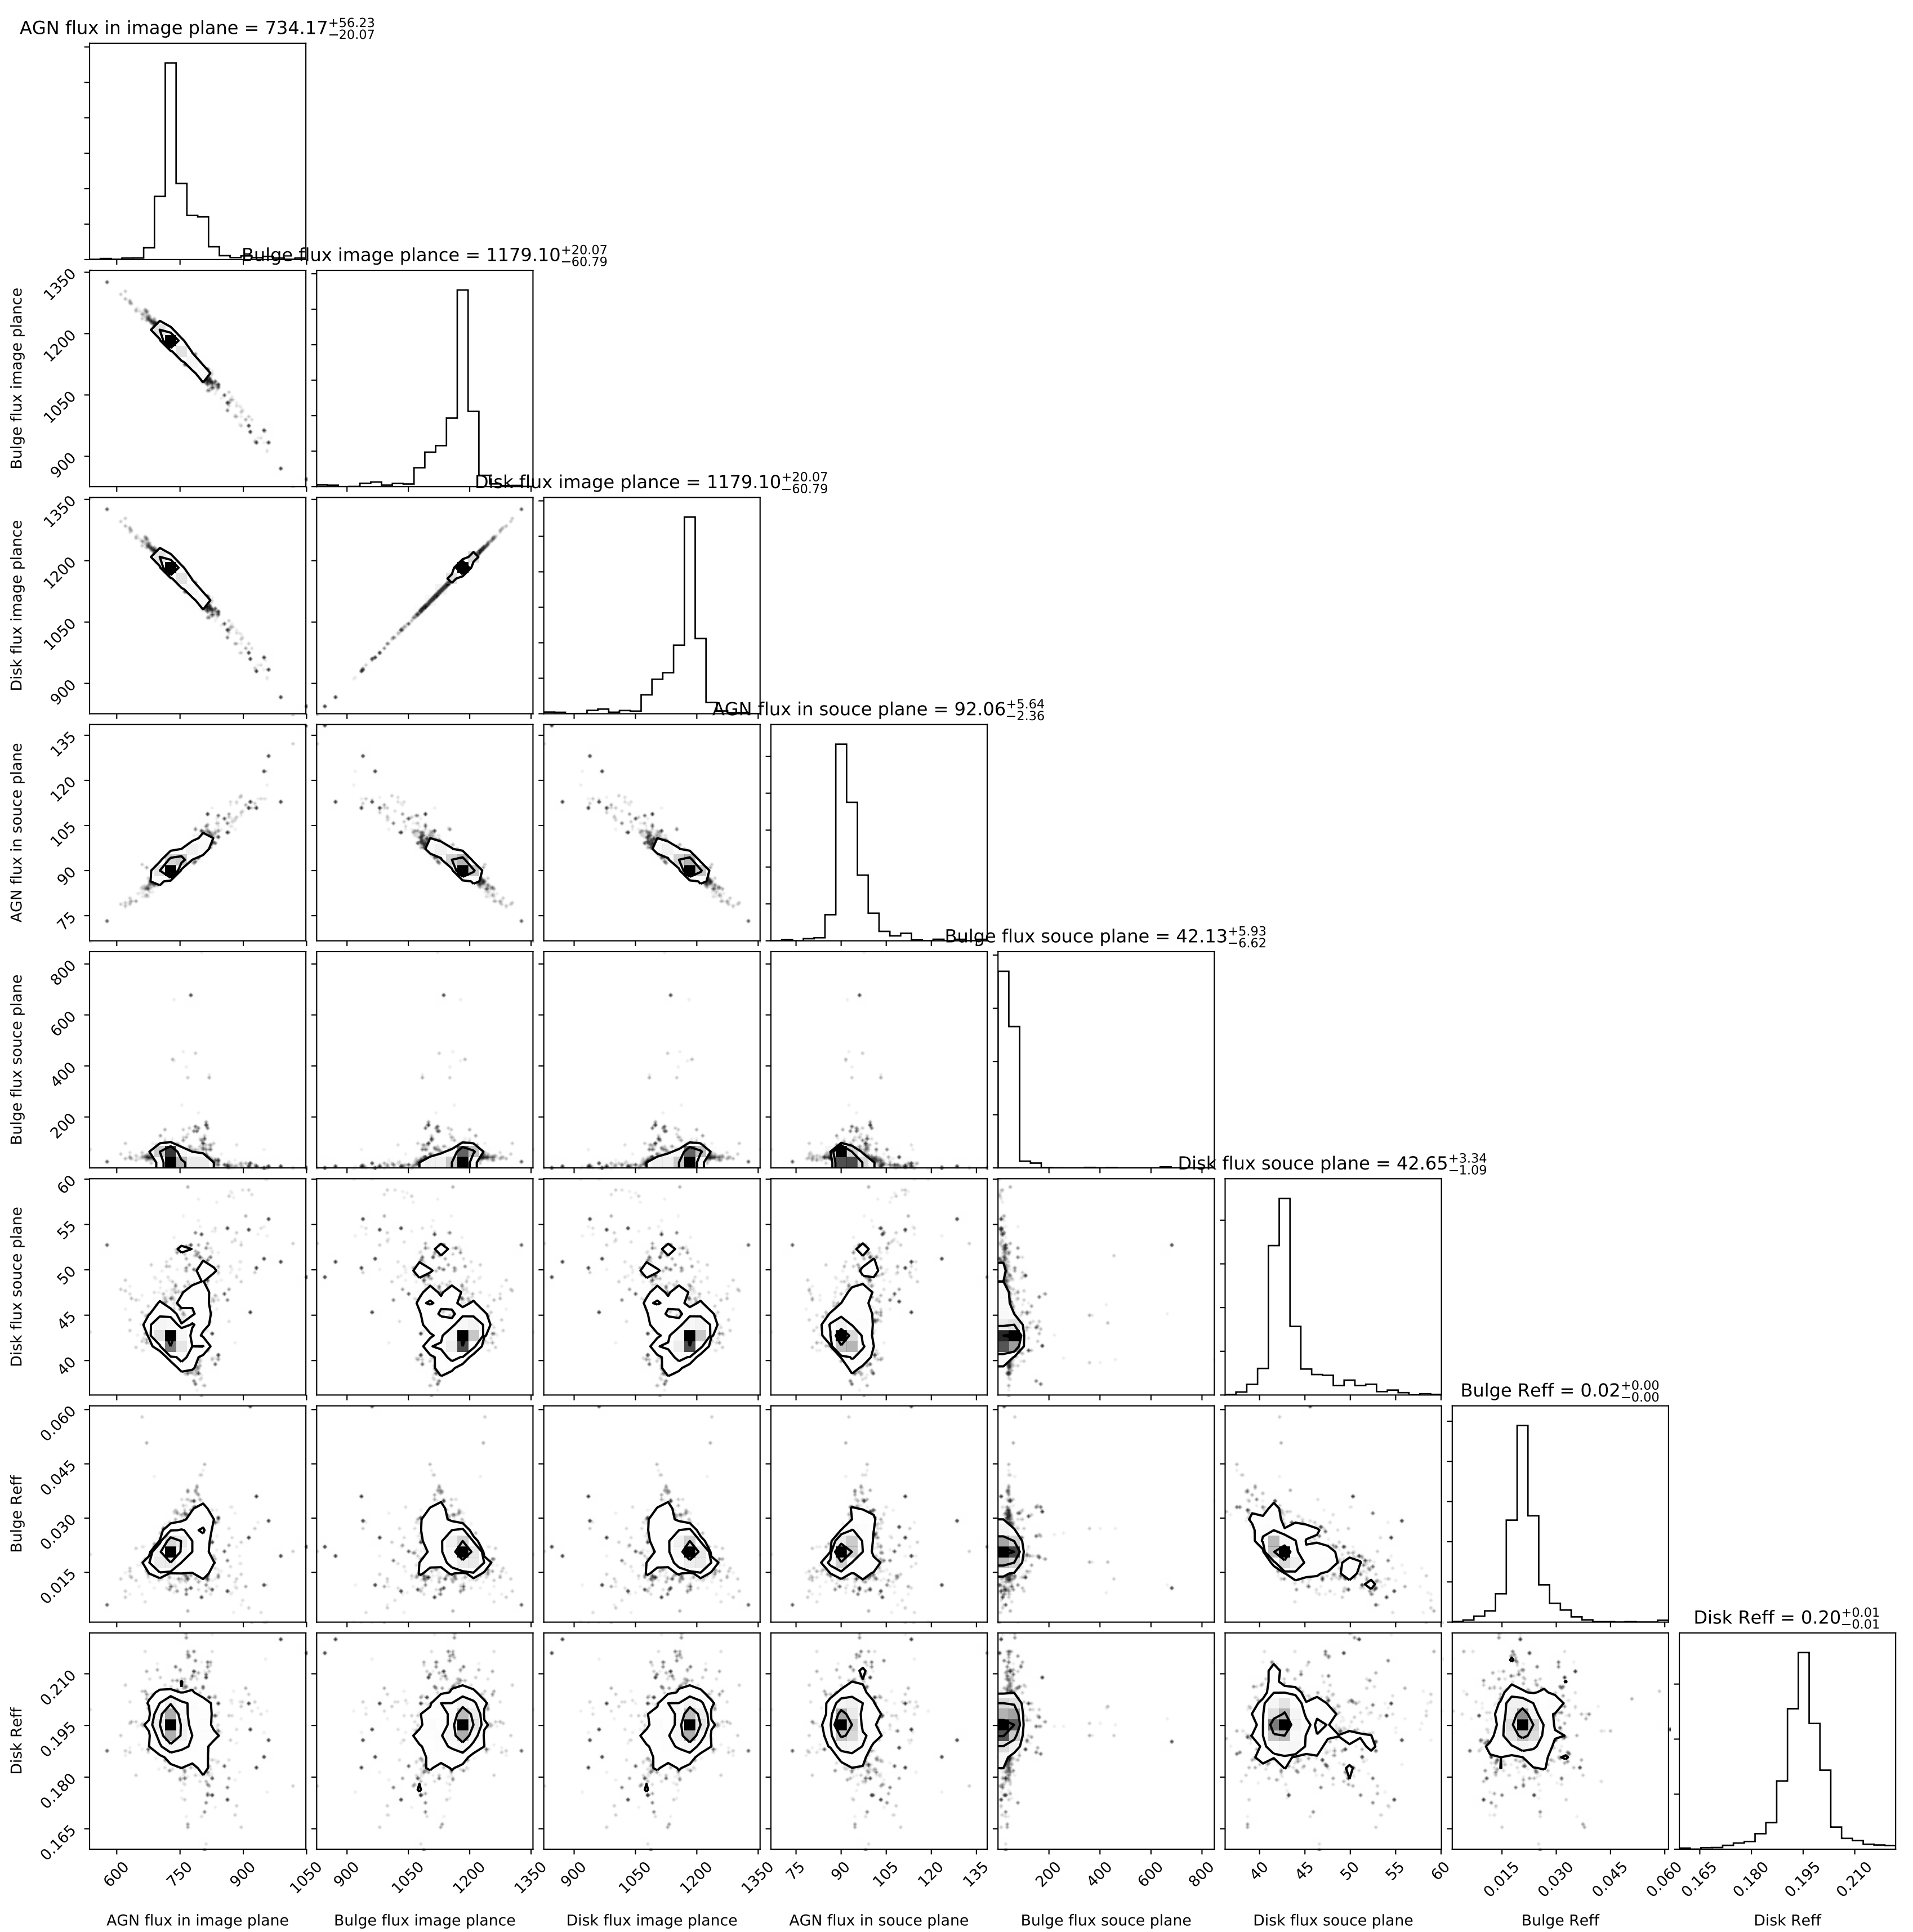 AGN flux in image plane = 734.17+56.23−20.07
Bulge flux image plance = 1179.10+20.07−60.79
1350
1200
1050
900
Bulge flux image plance
Disk flux image plance = 1179.10+20.07−60.79
1350
1200
1050
900
Disk flux image plance
AGN flux in souce plane = 92.06+5.64−2.36
135
120
105
90
75
AGN flux in souce plane
Bulge flux souce plane = 42.13+5.93−6.62
800
600
400
200
Bulge flux souce plane
Disk flux souce plane = 42.65+3.34−1.09
60
55
50
45
40
Disk flux souce plane
Bulge Reff = 0.02+0.00−0.00
0.060
0.045
0.030
0.015
Bulge Reff
Disk Reff = 0.20+0.01−0.01
0.210
0.195
0.180
0.165
Disk Reff
600 750 900 1050 900 1050 1200 1350 900 1050 1200 1350 75 90 105 120 135 200 400 600 800 40 45 50 55 60 0.015 0.030 0.045 0.060 0.165 0.180 0.195 0.210
AGN flux in image plane Bulge flux image plance Disk flux image plance AGN flux in souce plane Bulge flux souce plane Disk flux souce plane Bulge Reff Disk Reff